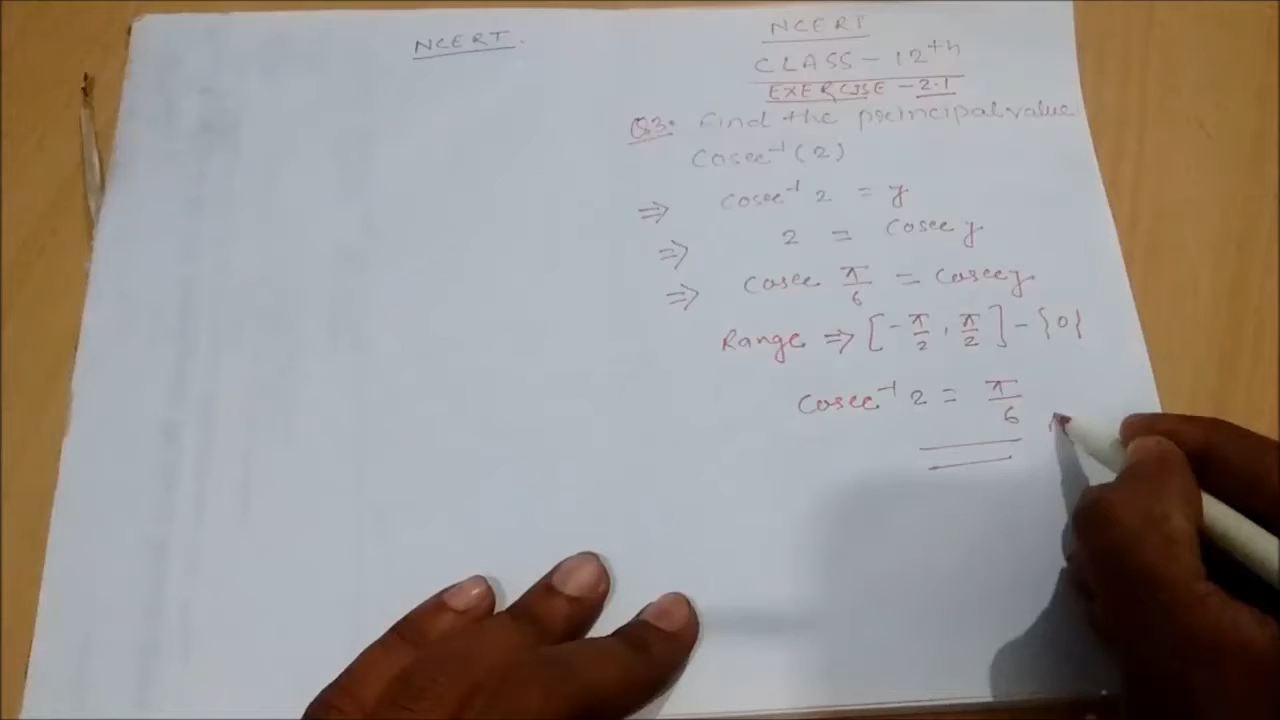 NCERT.
NCERT
CLASS - 12th
EXERCISE - 2.1
Q3. Find the principal value
Cosec⁻¹(2)
⇒ cosec⁻¹ 2 = y
⇒ 2 = Cosec y
⇒ Cosec π/6 = Cosec y
Range ⇒ [-π/2, π/2] - {0}
Cosec⁻¹ 2 = π/6